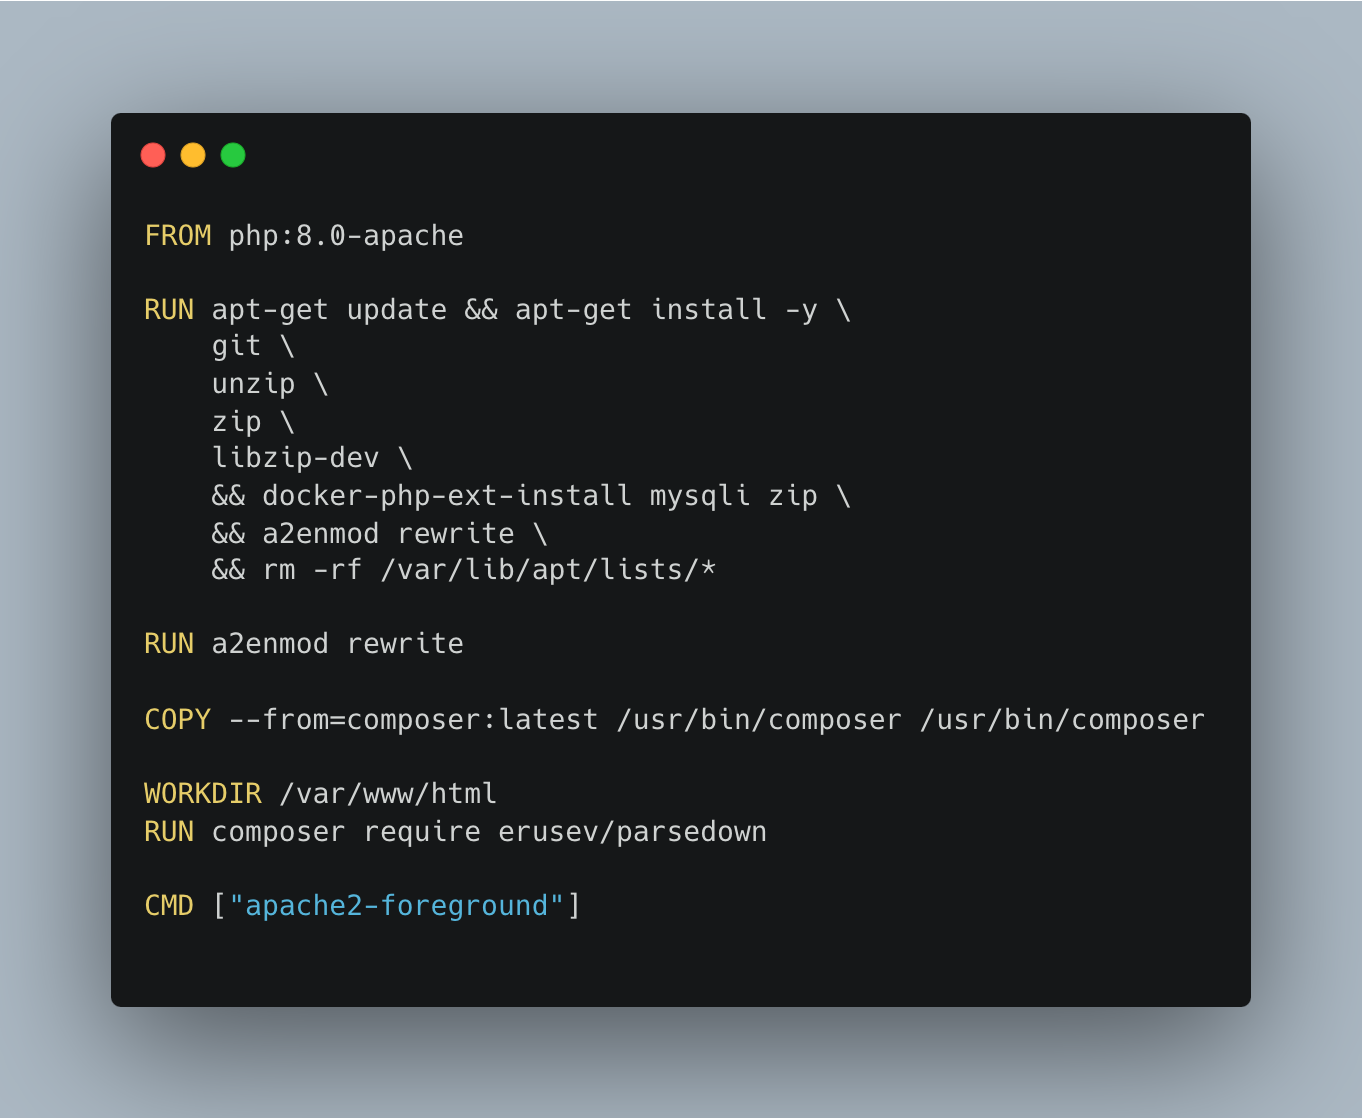 FROM php:8.0-apache

RUN apt-get update && apt-get install -y \
    git \
    unzip \
    zip \
    libzip-dev \
    && docker-php-ext-install mysqli zip \
    && a2enmod rewrite \
    && rm -rf /var/lib/apt/lists/*

RUN a2enmod rewrite

COPY --from=composer:latest /usr/bin/composer /usr/bin/composer

WORKDIR /var/www/html
RUN composer require erusev/parsedown

CMD ["apache2-foreground"]